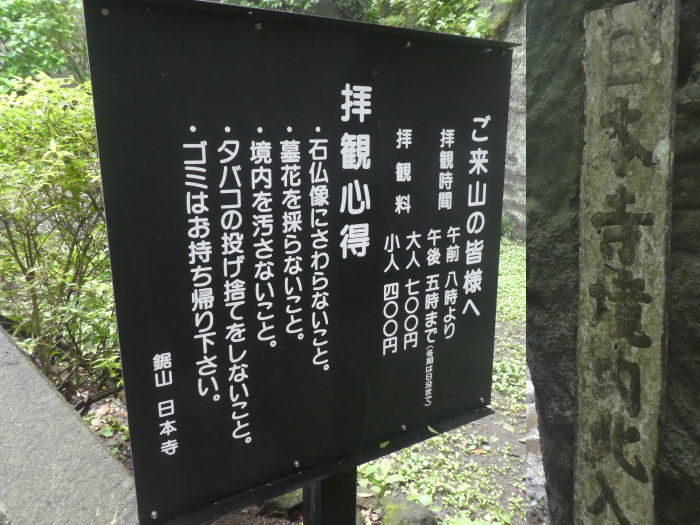 ご来山の皆様へ
拝観時間 午前 八時より
午後 五時まで(冬期は日没まで)
拝観料 大人 七〇〇円
小人 四〇〇円
拝観心得
・石仏像にさわらないこと。
・墓花を採らないこと。
・境内を汚さないこと。
・タバコの投げ捨てをしないこと。
・ゴミはお持ち帰り下さい。
鋸山 日本寺
日本寺境内